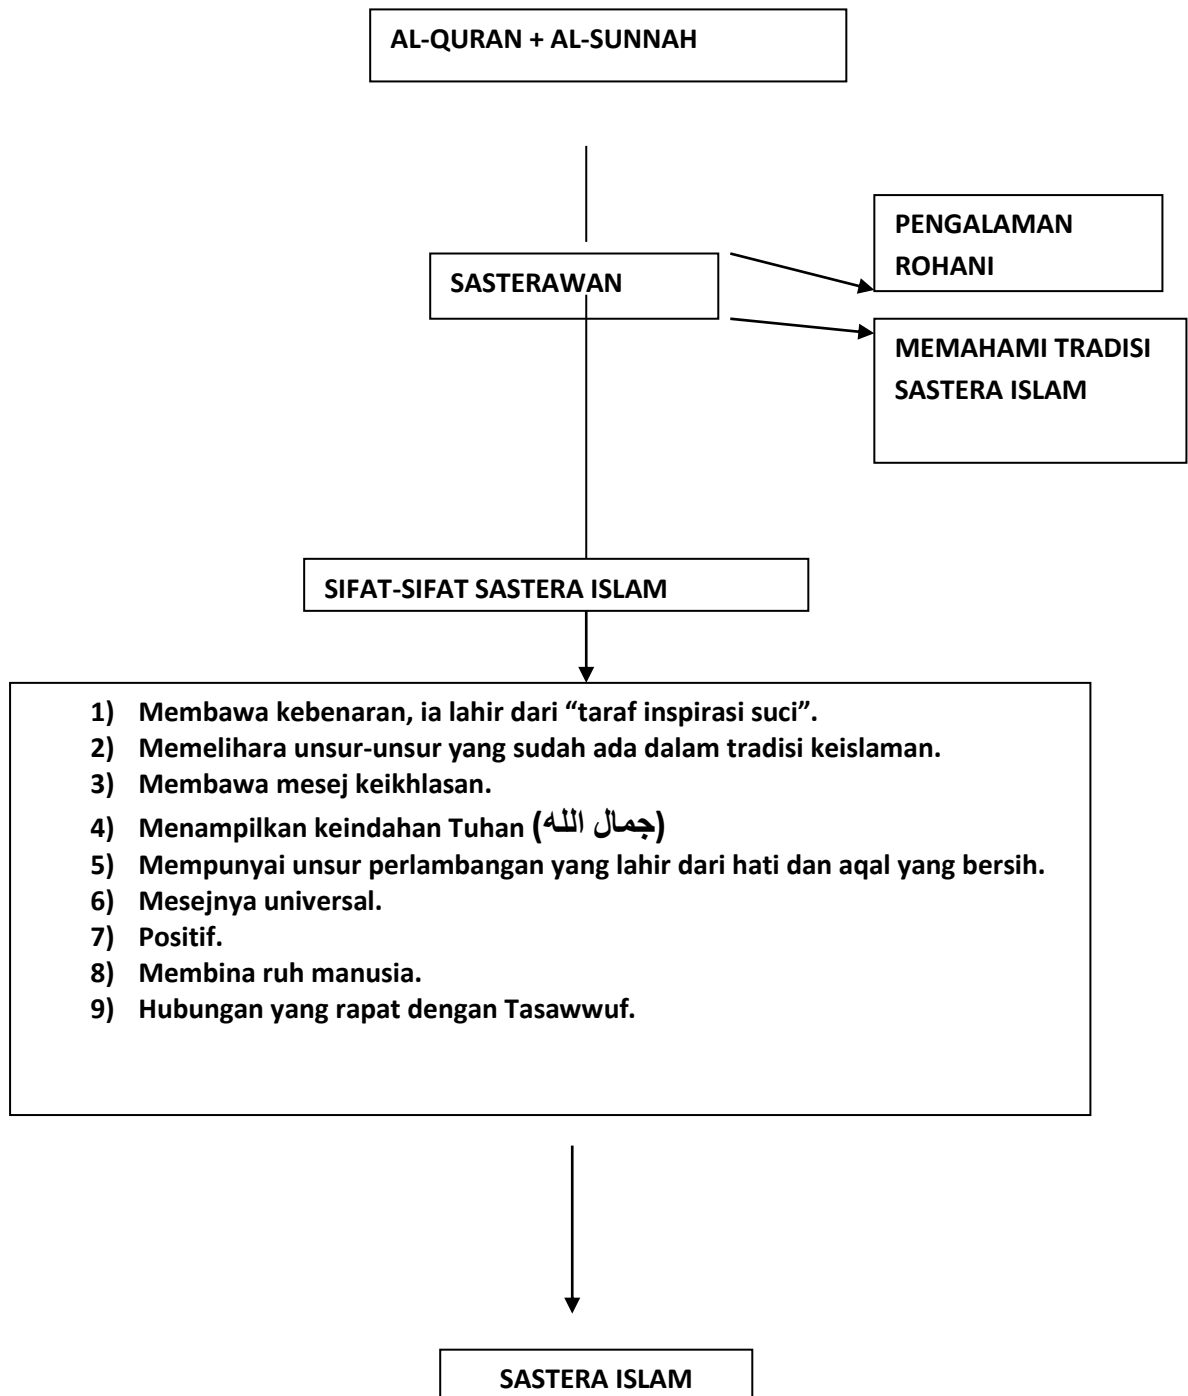 AL-QURAN + AL-SUNNAH
PENGALAMAN
ROHANI
SASTERAWAN
MEMAHAMI TRADISI
SASTERA ISLAM
SIFAT-SIFAT SASTERA ISLAM
1) Membawa kebenaran, ia lahir dari “taraf inspirasi suci”.
2) Memelihara unsur-unsur yang sudah ada dalam tradisi keislaman.
3) Membawa mesej keikhlasan.
4) Menampilkan keindahan Tuhan (جمال الله)
5) Mempunyai unsur perlambangan yang lahir dari hati dan aqal yang bersih.
6) Mesejnya universal.
7) Positif.
8) Membina ruh manusia.
9) Hubungan yang rapat dengan Tasawwuf.
SASTERA ISLAM